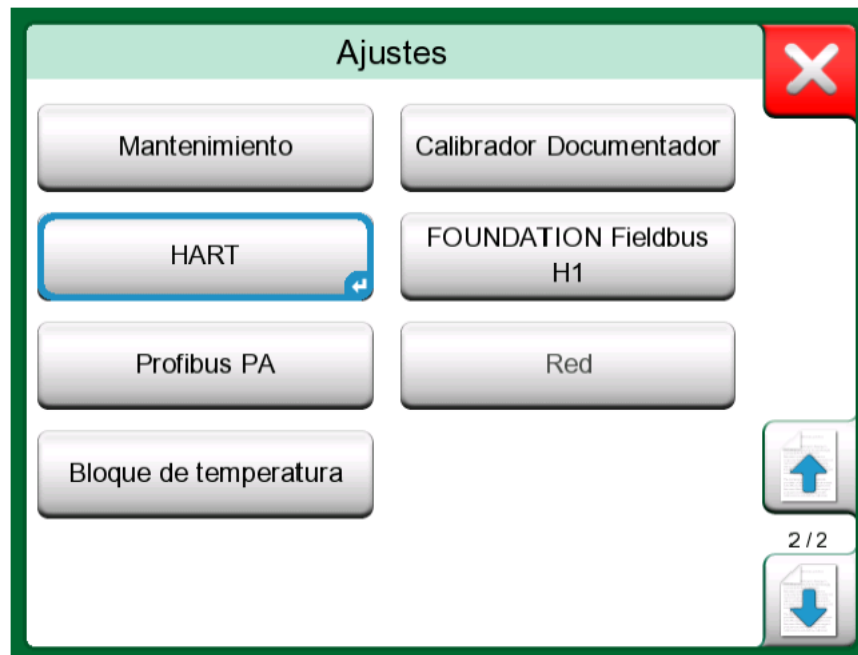 Ajustes
Mantenimiento
Calibrador Documentador
HART
FOUNDATION Fieldbus
H1
Profibus PA
Red
Bloque de temperatura
2/2